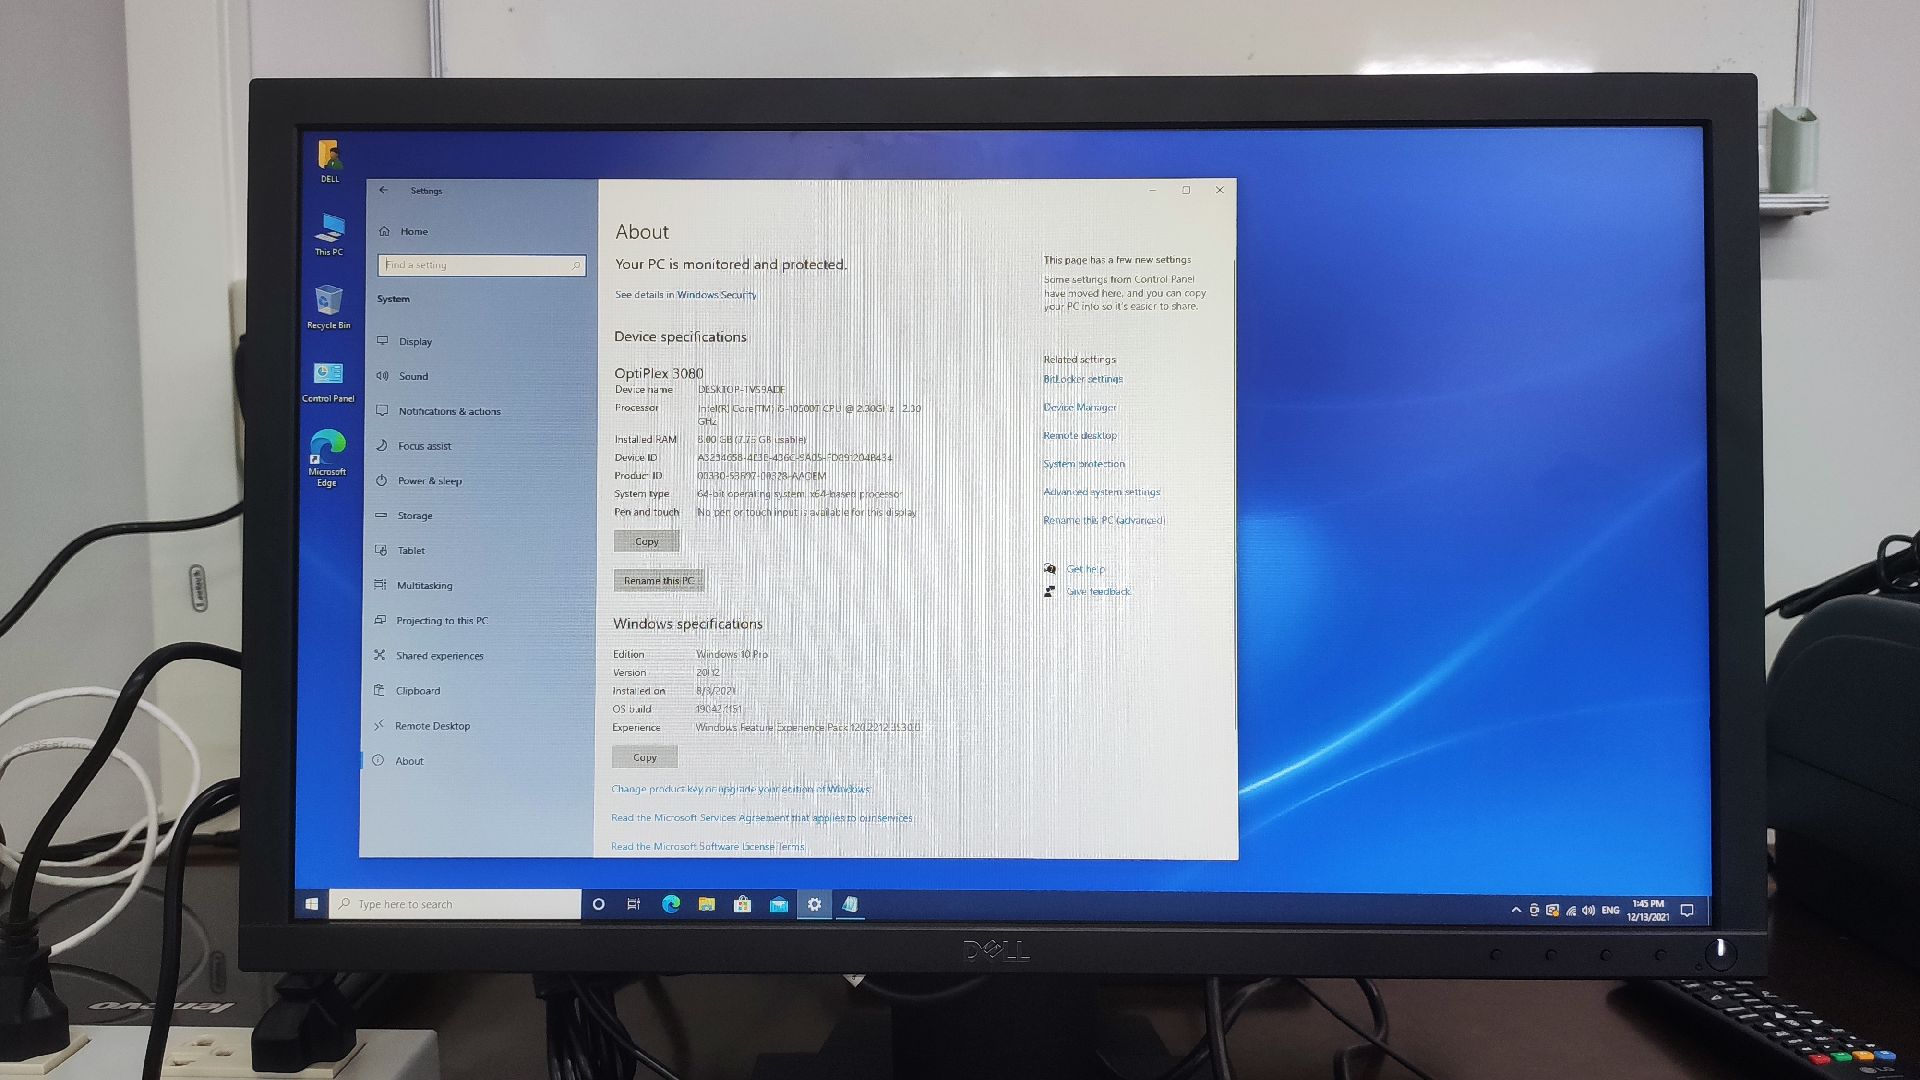 DELL
This PC
Recycle Bin
Control Panel
Microsoft
Edge
Settings
Home
Find a setting
System
Display
Sound
Notifications & actions
Focus assist
Power & sleep
Storage
Tablet
Multitasking
Projecting to this PC
Shared experiences
Clipboard
Remote Desktop
About
About
Your PC is monitored and protected.
See details in Windows Security
Device specifications
OptiPlex 3080
Device name
Processor Intel(R) Core(TM) i5-10500T CPU @ 2.30GHz 2.30
GHz
Installed RAM 8.00 GB (7.75 GB usable)
Device ID
Product ID
System type 64-bit operating system, x64-based processor
Pen and touch No pen or touch input is available for this display
Copy
Rename this PC
Windows specifications
Edition Windows 10 Pro
Version 20H2
Installed on 8/3/2021
OS build 19042.1151
Experience Windows Feature Experience Pack 120.2212.3530.0
Copy
Change product key or upgrade your edition of Windows
Read the Microsoft Services Agreement that applies to our services
Read the Microsoft Software License Terms
This page has a few new settings
Some settings from Control Panel
have moved here, and you can copy
your PC info so it's easier to share.
Related settings
BitLocker settings
Device Manager
Remote desktop
System protection
Advanced system settings
Rename this PC (advanced)
Get help
Give feedback
Type here to search
ENG
1:45 PM
12/13/2021
DELL
Lenovo
lenovo
LG